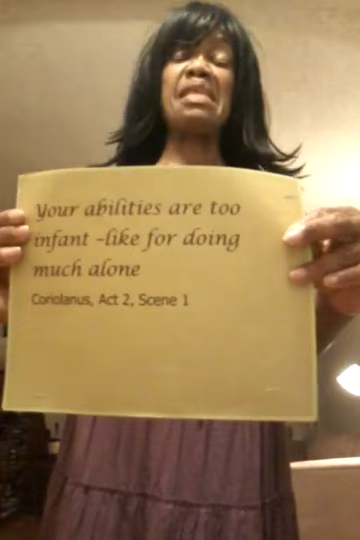 Your abilities are too
infant -like for doing
much alone
Coriolanus, Act 2, Scene 1